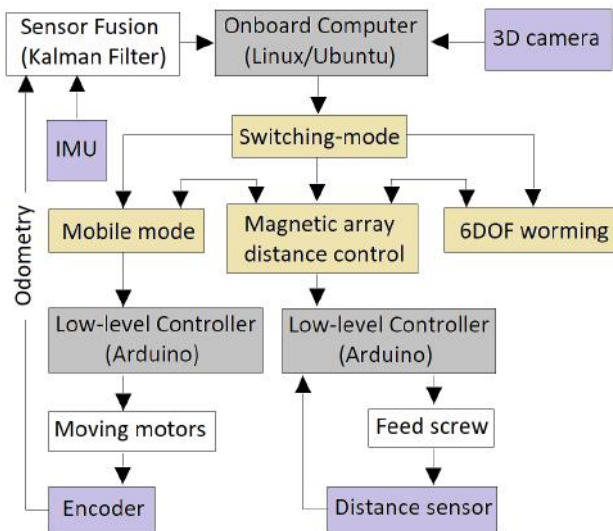 Sensor Fusion
(Kalman Filter)
Onboard Computer
(Linux/Ubuntu)
3D camera
IMU
Switching-mode
Odometry
Mobile mode
Magnetic array
distance control
6DOF worming
Low-level Controller
(Arduino)
Low-level Controller
(Arduino)
Moving motors
Feed screw
Encoder
Distance sensor